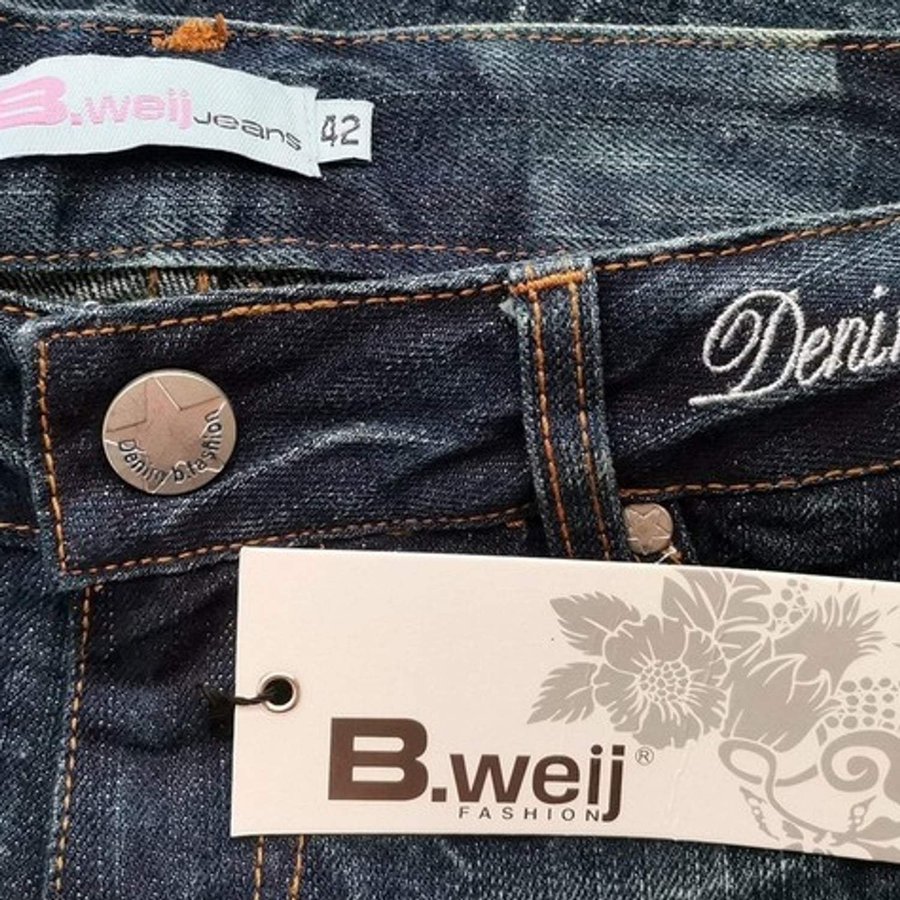 B.weij Jeans 42
Deni
Denim b.fashion
B.weij®
FASHION